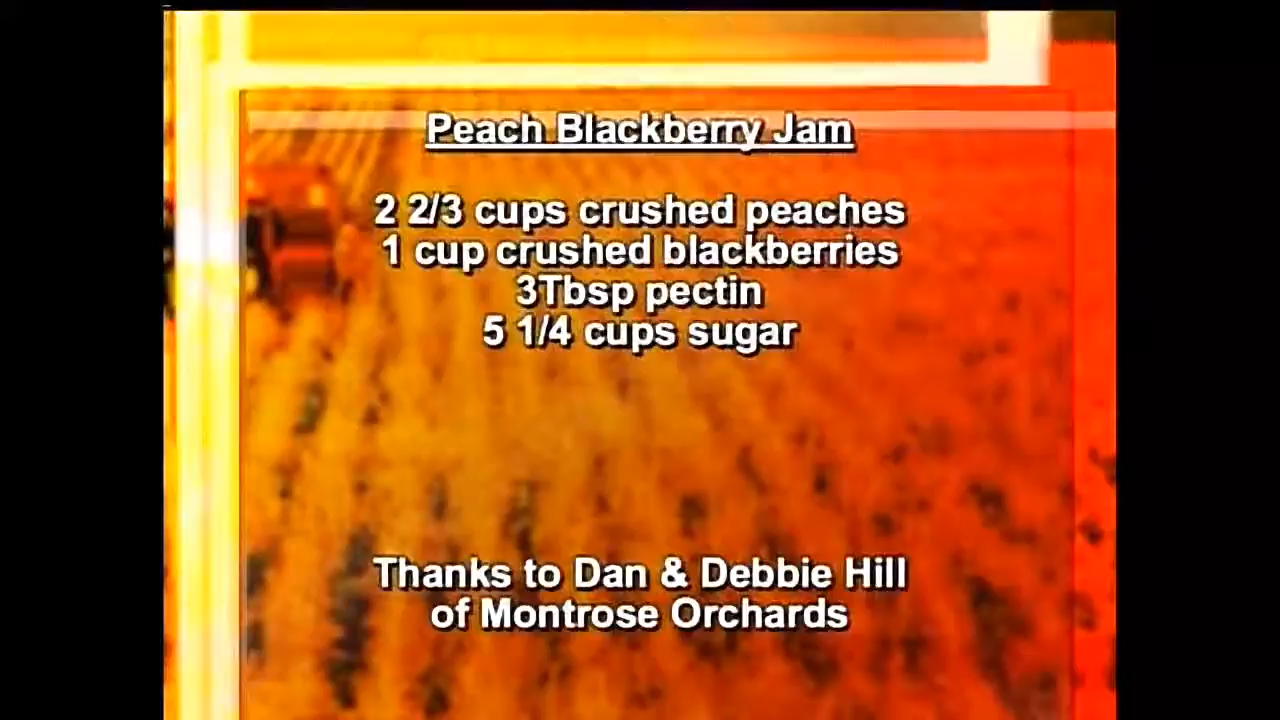 Peach Blackberry Jam
2 2/3 cups crushed peaches
1 cup crushed blackberries
3Tbsp pectin
5 1/4 cups sugar
Thanks to Dan & Debbie Hill
of Montrose Orchards